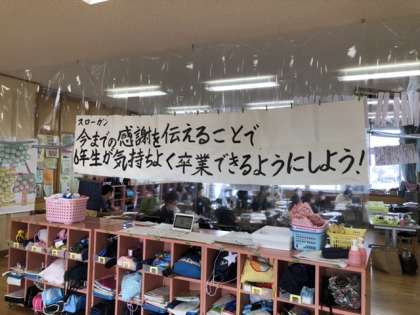 スローガン
今までの感謝を伝えることで
6年生が気持ちよく卒業できるようにしよう!